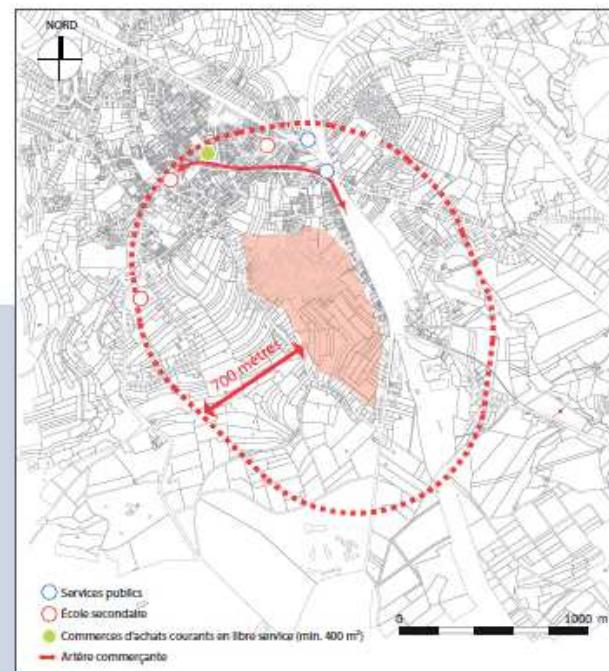 NORD
700 mètres
Services publics
École secondaire
Commerces d'achats courants en libre service (min. 400 m²)
Artère commerçante
0 1000 m